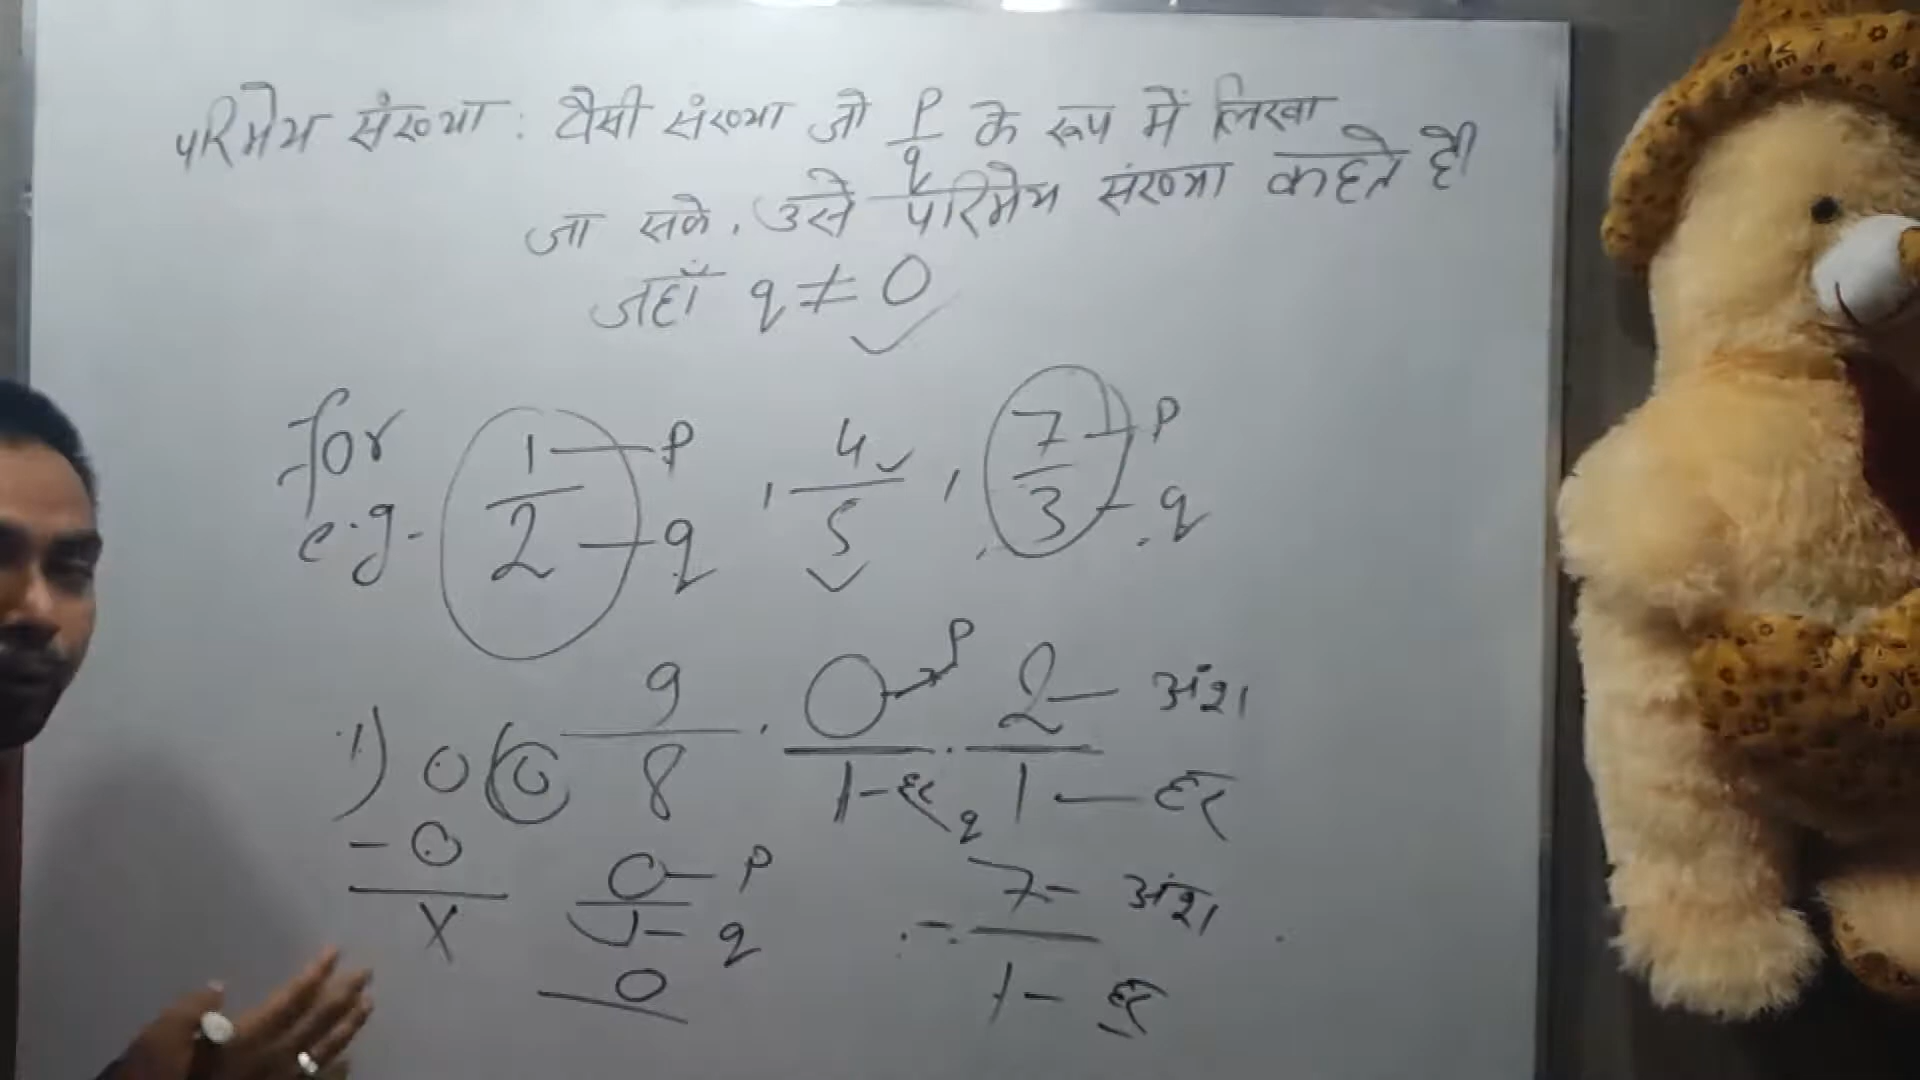 परिमेय संख्या : वैसी संख्या जो p/q के रूप में लिखा
जा सके, उसे परिमेय संख्या कहते हैं
जहाँ q ≠ 0
for e.g. 1/2 - p - q , 4/5 , 7/3 - p - q
9/8 , 0/1 p - हर q , 2/1 - अंश - हर
1) 0 ( 0
- 0
x
0 - p
1 - q
0
- 7 - अंश
1 - हर